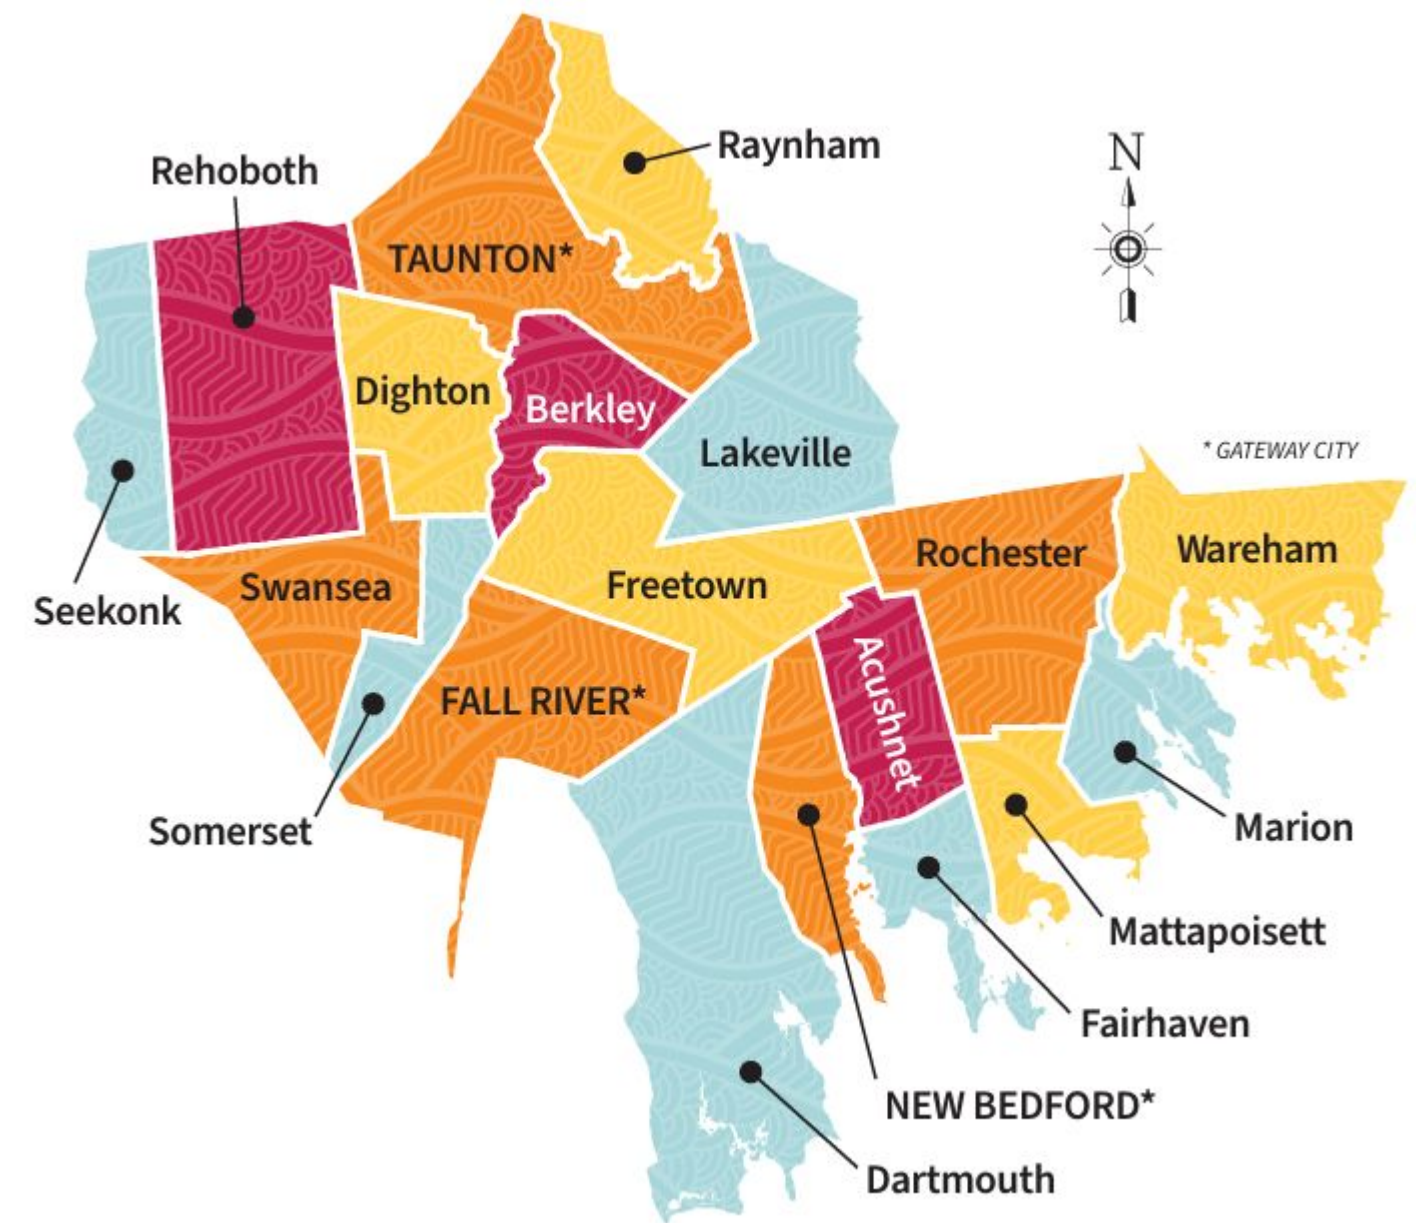 N
Raynham
Rehoboth
TAUNTON*
Dighton
Berkley
Lakeville
* GATEWAY CITY
Rochester
Wareham
Swansea
Freetown
Seekonk
Acushnet
FALL RIVER*
Somerset
Marion
Mattapoisett
Fairhaven
NEW BEDFORD*
Dartmouth